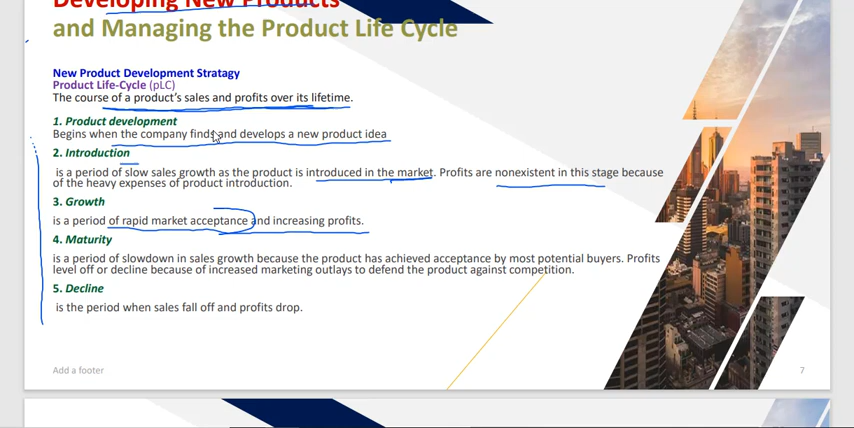 Developing New Products
and Managing the Product Life Cycle
New Product Development Stratagy
Product Life-Cycle (pLC)
The course of a product's sales and profits over its lifetime.
1. Product development
Begins when the company finds and develops a new product idea
2. Introduction
is a period of slow sales growth as the product is introduced in the market. Profits are nonexistent in this stage because
of the heavy expenses of product introduction.
3. Growth
is a period of rapid market acceptance and increasing profits.
4. Maturity
is a period of slowdown in sales growth because the product has achieved acceptance by most potential buyers. Profits
level off or decline because of increased marketing outlays to defend the product against competition.
5. Decline
is the period when sales fall off and profits drop.
Add a footer
7